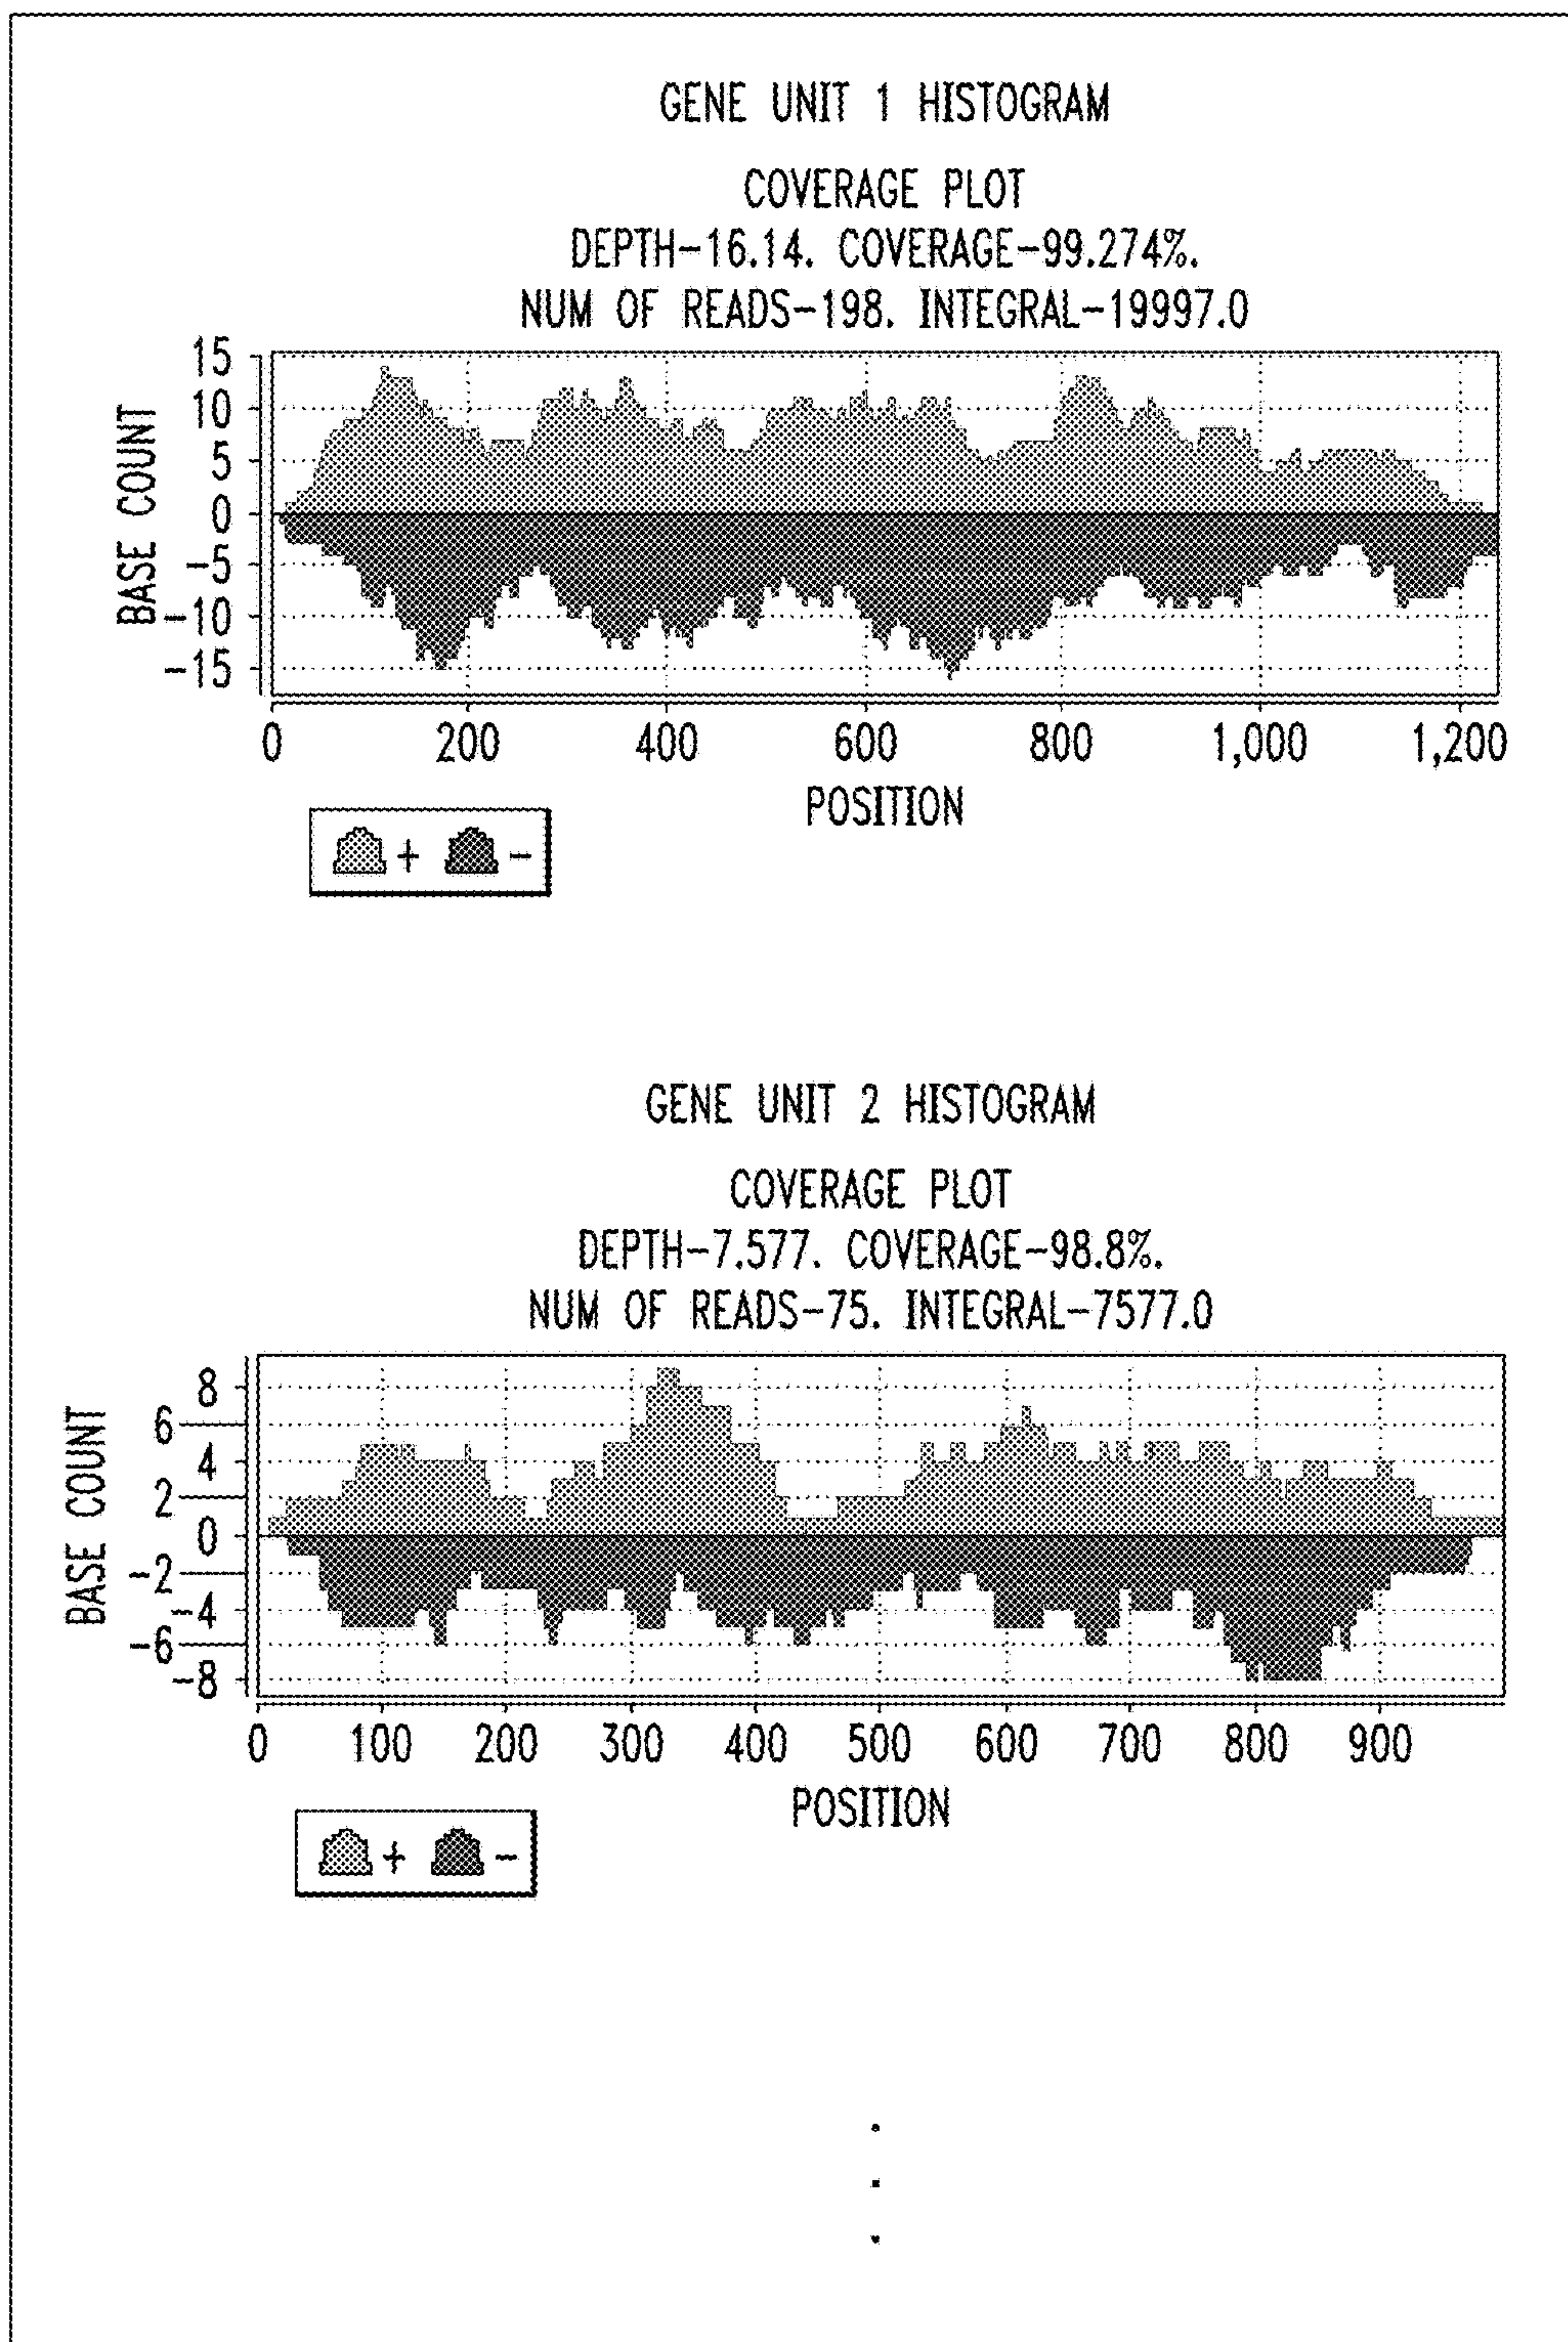 GENE UNIT 1 HISTOGRAM
COVERAGE PLOT
DEPTH-16.14. COVERAGE-99.274%.
NUM OF READS-198. INTEGRAL-19997.0
BASE COUNT
15
10
5
0
-5
-10
-15
0 200 400 600 800 1,000 1,200
POSITION
+ -
GENE UNIT 2 HISTOGRAM
COVERAGE PLOT
DEPTH-7.577. COVERAGE-98.8%.
NUM OF READS-75. INTEGRAL-7577.0
BASE COUNT
8
6
4
2
0
-2
-4
-6
-8
0 100 200 300 400 500 600 700 800 900
POSITION
+ -